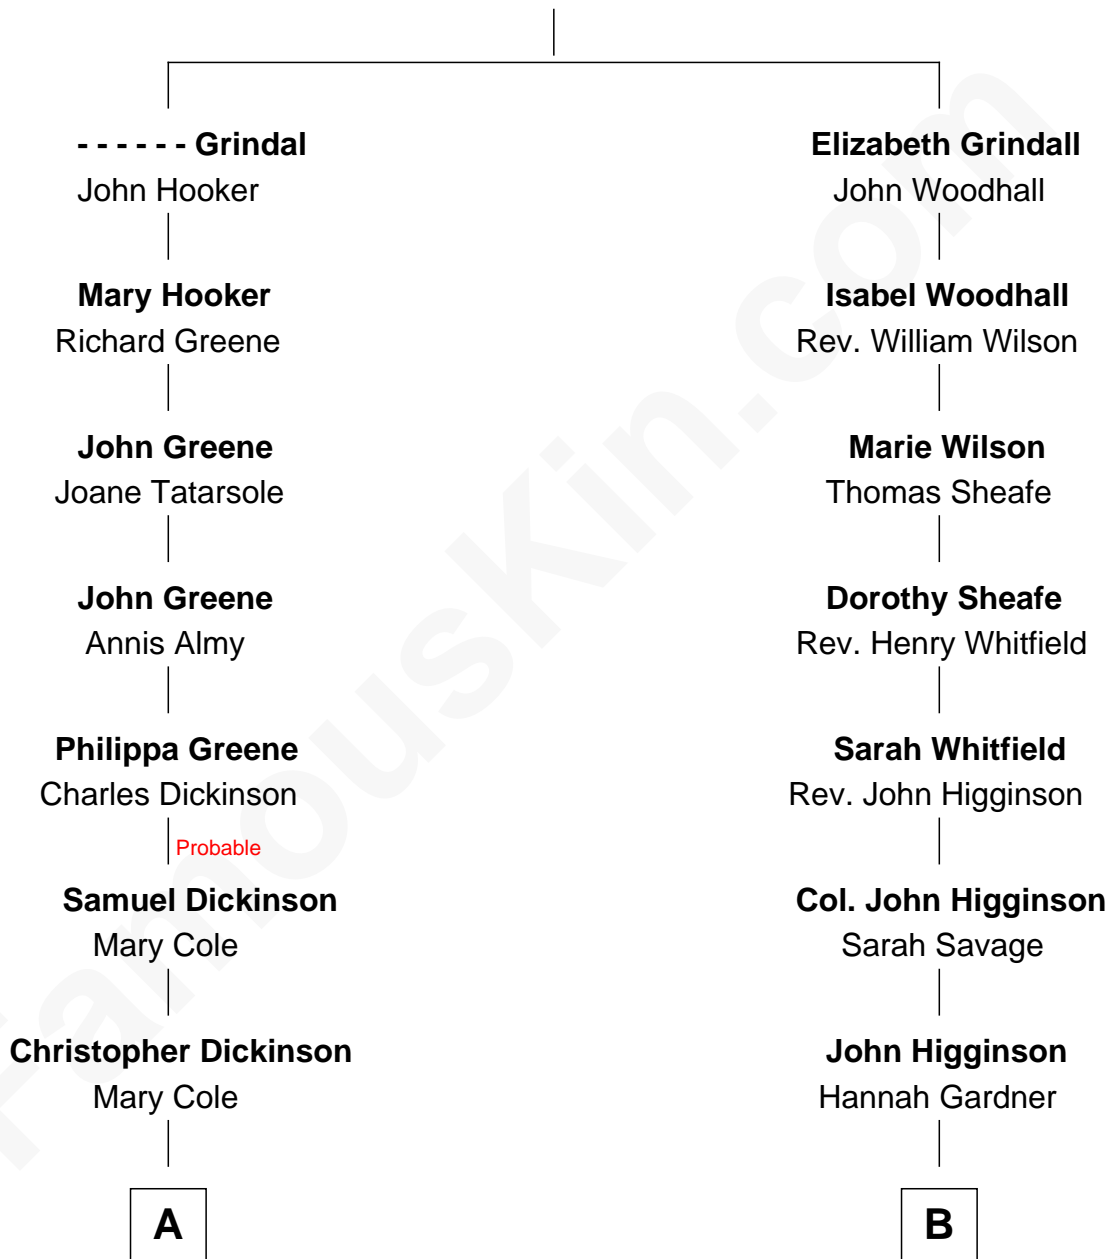 - - - - - - Grindal
John Hooker
Mary Hooker
Richard Greene
John Greene
Joane Tatarsole
John Greene
Annis Almy
Philippa Greene
Charles Dickinson
Probable
Samuel Dickinson
Mary Cole
Christopher Dickinson
Mary Cole
A
Elizabeth Grindall
John Woodhall
Isabel Woodhall
Rev. William Wilson
Marie Wilson
Thomas Sheafe
Dorothy Sheafe
Rev. Henry Whitfield
Sarah Whitfield
Rev. John Higginson
Col. John Higginson
Sarah Savage
John Higginson
Hannah Gardner
B
FamousKin.com